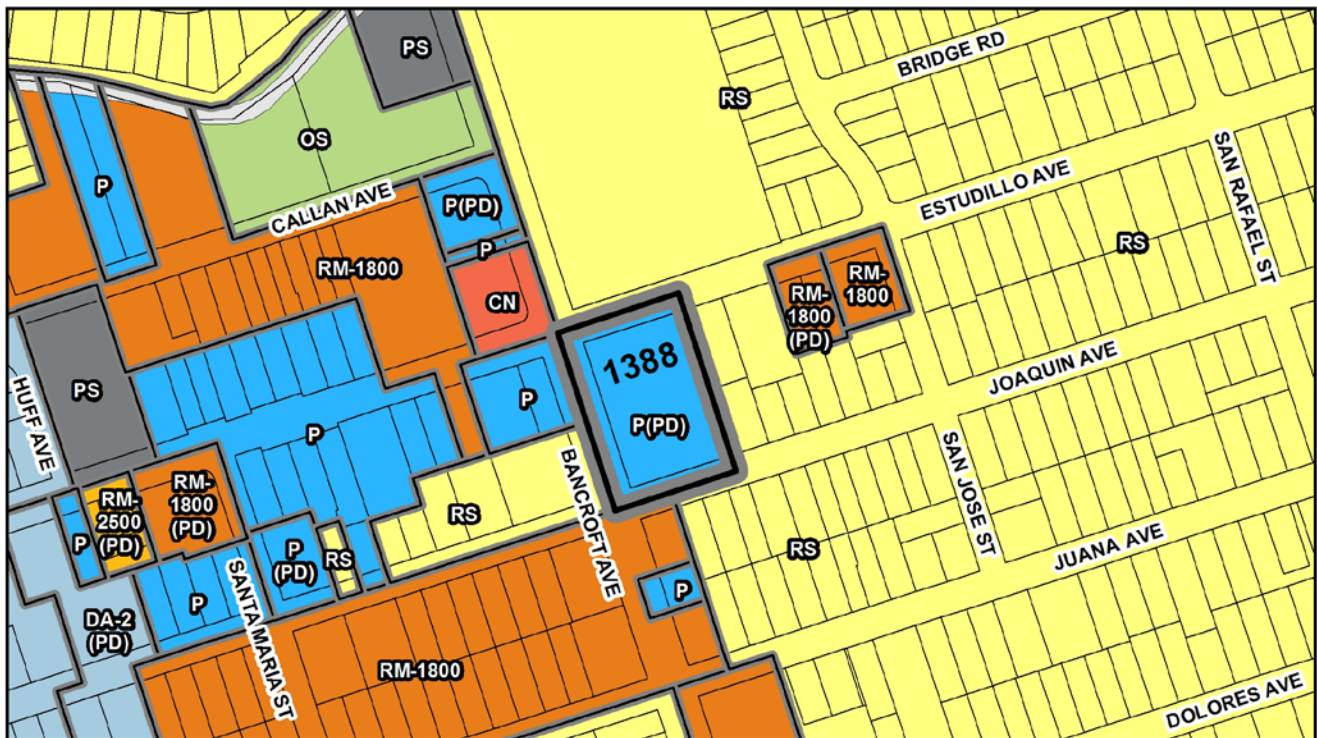 PS
BRIDGE RD
RS
OS
SAN RAFAEL ST
P
ESTUDILLO AVE
CALLAN AVE
P(PD)
P
RS
RM-1800
RM-
1800
CN
RM-
1800
(PD)
1388
JOAQUIN AVE
PS
HUFF AVE
P
P(PD)
P
BANCROFT AVE
SAN JOSE ST
RM-
1800
(PD)
RM-
2500
(PD)
RS
P
JUANA AVE
RS
P
(PD)
RS
SANTA MARIA ST
P
P
DA-2
(PD)
RM-1800
DOLORES AVE